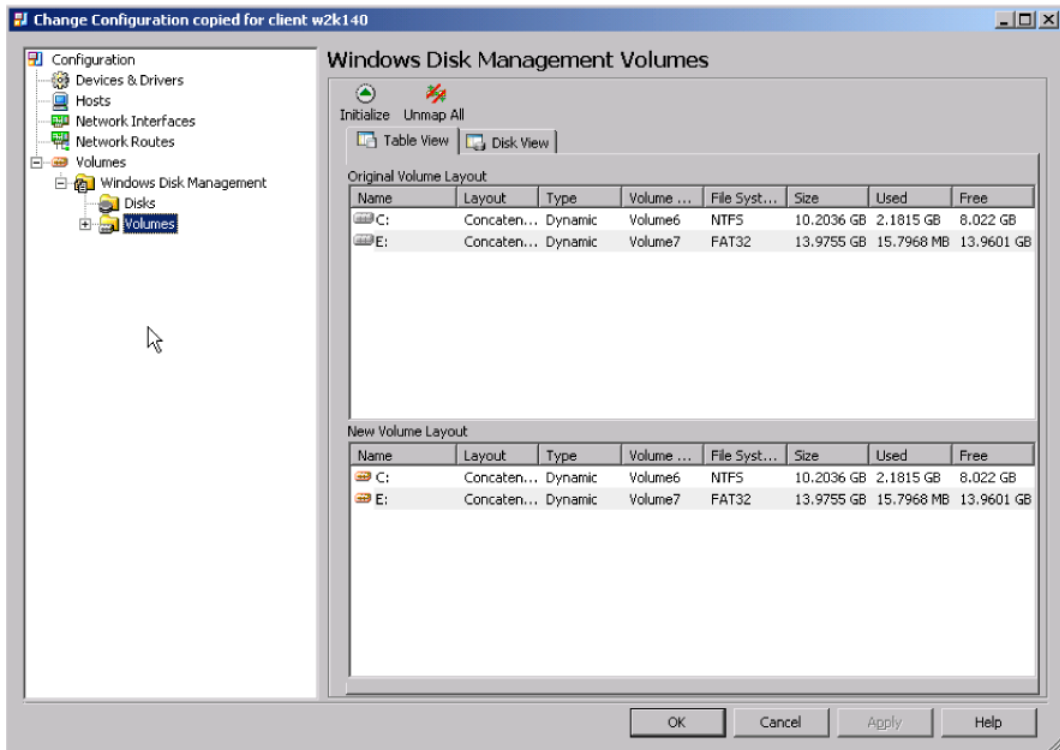 Change Configuration copied for client w2k140
Configuration
Devices & Drivers
Hosts
Network Interfaces
Network Routes
Volumes
Windows Disk Management
Disks
Volumes
Windows Disk Management Volumes
Initialize Unmap All
Table View Disk View
Original Volume Layout
Name Layout Type Volume ... File Syst... Size Used Free
C: Concaten... Dynamic Volume6 NTFS 10.2036 GB 2.1815 GB 8.022 GB
E: Concaten... Dynamic Volume7 FAT32 13.9755 GB 15.7968 MB 13.9601 GB
New Volume Layout
Name Layout Type Volume ... File Syst... Size Used Free
C: Concaten... Dynamic Volume6 NTFS 10.2036 GB 2.1815 GB 8.022 GB
E: Concaten... Dynamic Volume7 FAT32 13.9755 GB 15.7968 MB 13.9601 GB
OK Cancel Apply Help